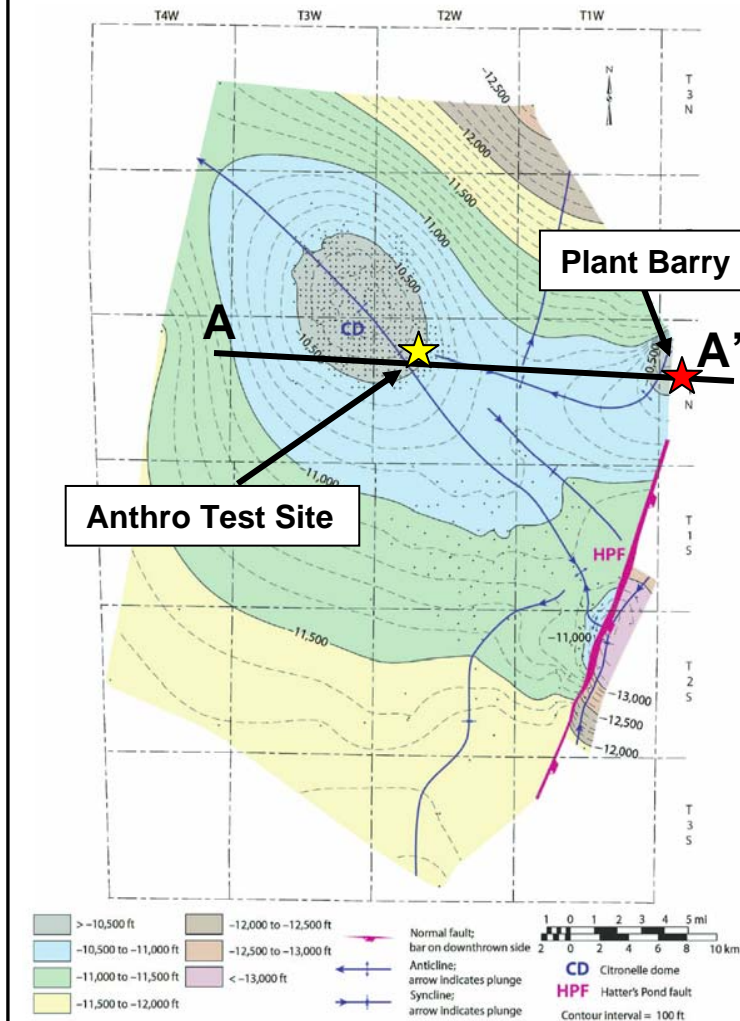 T4W T3W T2W T1W
N
T
3
N
-12,500
-12,000
-11,500
-11,000
-10,500
Plant Barry
A
CD
-10,500
-10,500
A'
N
Anthro Test Site
-11,000
T
1
S
HPF
-11,500
-11,000
T
2
S
-13,000
-12,500
-12,000
T
3
S
> -10,500 ft
-10,500 to -11,000 ft
-11,000 to -11,500 ft
-11,500 to -12,000 ft
-12,000 to -12,500 ft
-12,500 to -13,000 ft
< -13,000 ft
Normal fault;
bar on downthrown side
Anticline;
arrow indicates plunge
Syncline;
arrow indicates plunge
1 0 1 2 3 4 5 mi
2 0 2 4 6 8 10 km
CD Citronelle dome
HPF Hatter's Pond fault
Contour interval = 100 ft